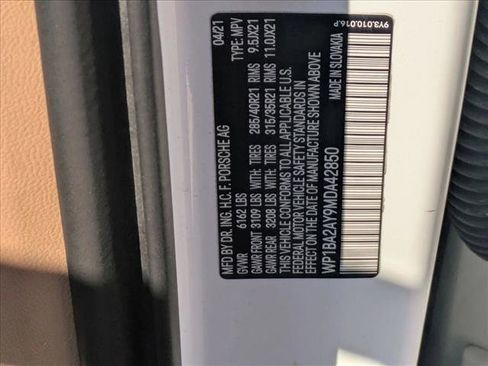 MFD BY DR. ING. H.C. F. PORSCHE AG 04/21
GVWR 6162 LBS TYPE: MPV
GAWR FRONT 3109 LBS WITH: TIRES 285/40R21 RIMS 9.5JX21
GAWR REAR 3208 LBS WITH: TIRES 315/35R21 RIMS 11.0JX21
THIS VEHICLE CONFORMS TO ALL APPLICABLE U.S.
FEDERAL MOTOR VEHICLE SAFETY STANDARDS IN
EFFECT ON THE DATE OF MANUFACTURE SHOWN ABOVE
WP1BA2AY9MDA42850 MADE IN SLOVAKIA
9Y3.010.016.P